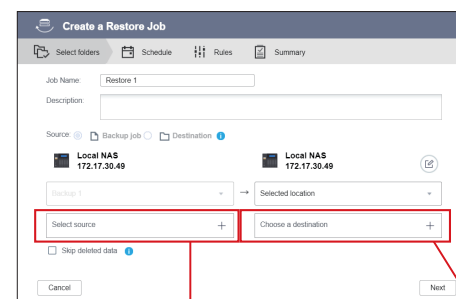 Create a Restore Job
Select folders Schedule Rules Summary
Job Name: Restore 1
Description:
Source: Backup job Destination
Local NAS Local NAS
172.17.30.49 172.17.30.49
Backup 1 → Selected location
Select source + Choose a destination +
Skip deleted data
Cancel Next